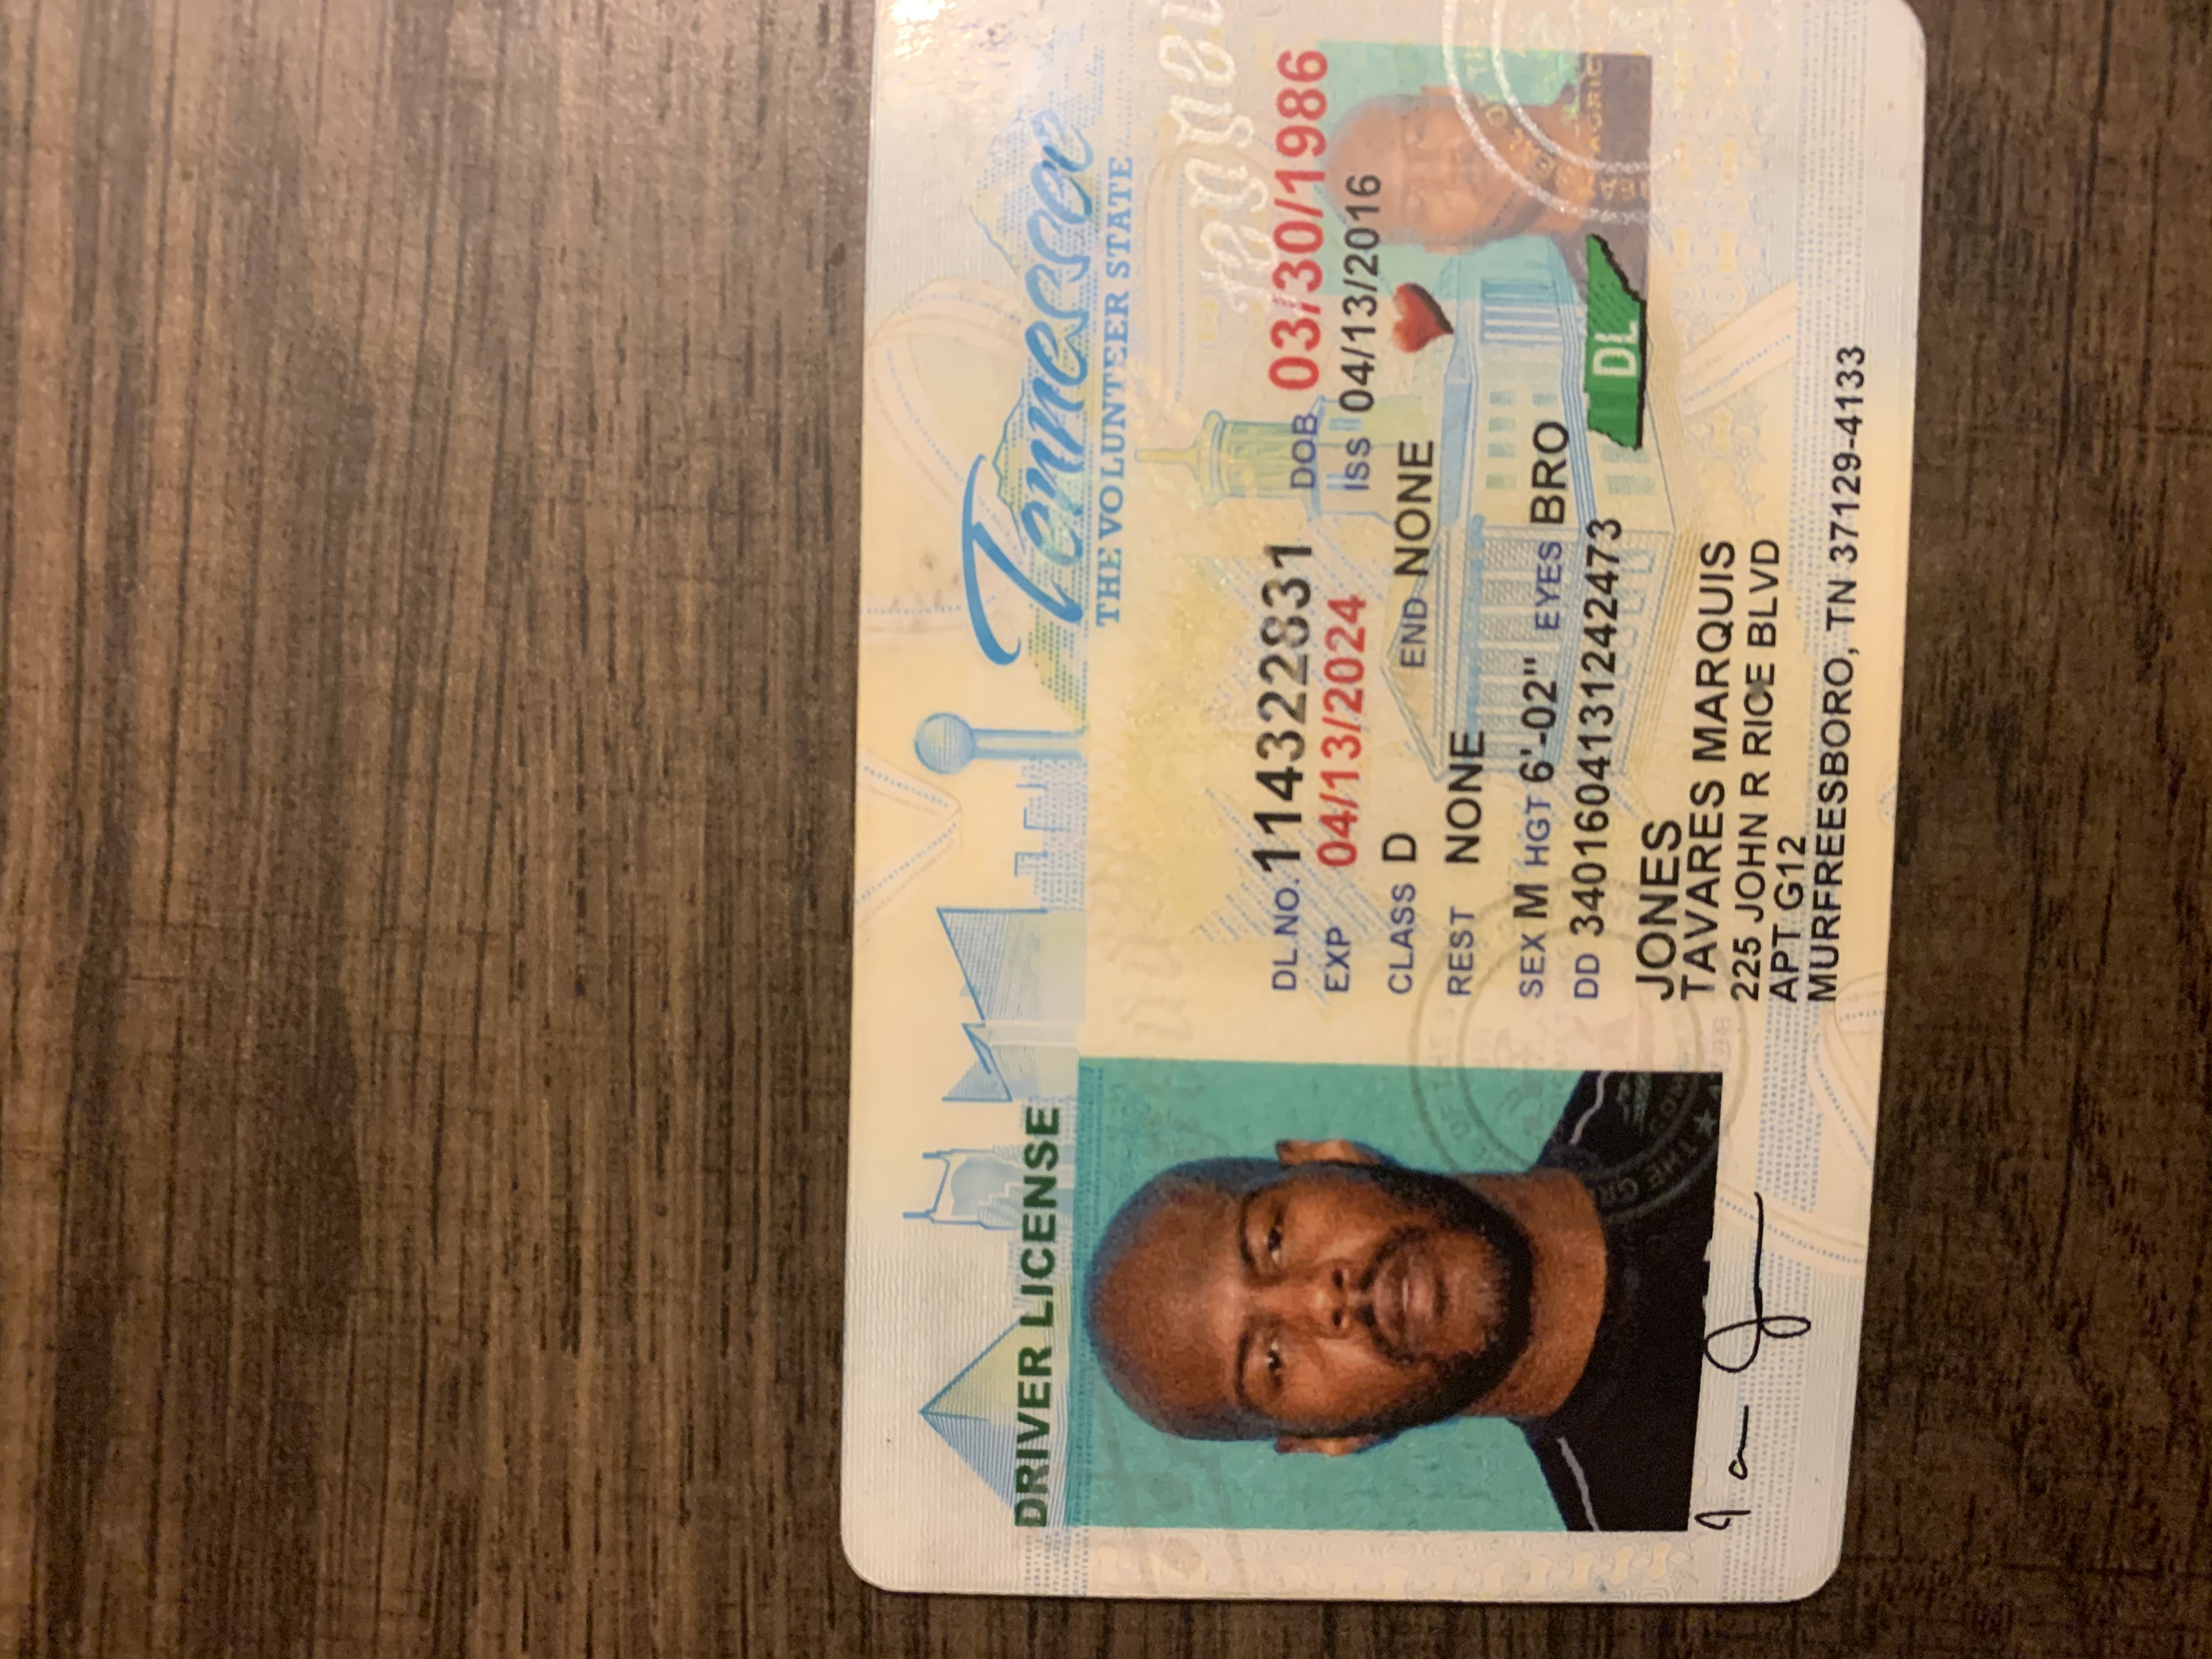 DRIVER LICENSE
Tennessee
THE VOLUNTEER STATE
DL NO. 114322831 DOB 03/30/1986
EXP 04/13/2024 ISS 04/13/2016
CLASS D END NONE
REST NONE
SEX M HGT 6'-02" EYES BRO
DD 3401604131242473
DL
JONES
TAVARES MARQUIS
225 JOHN R RICE BLVD
APT G12
MURFREESBORO, TN 37129-4133